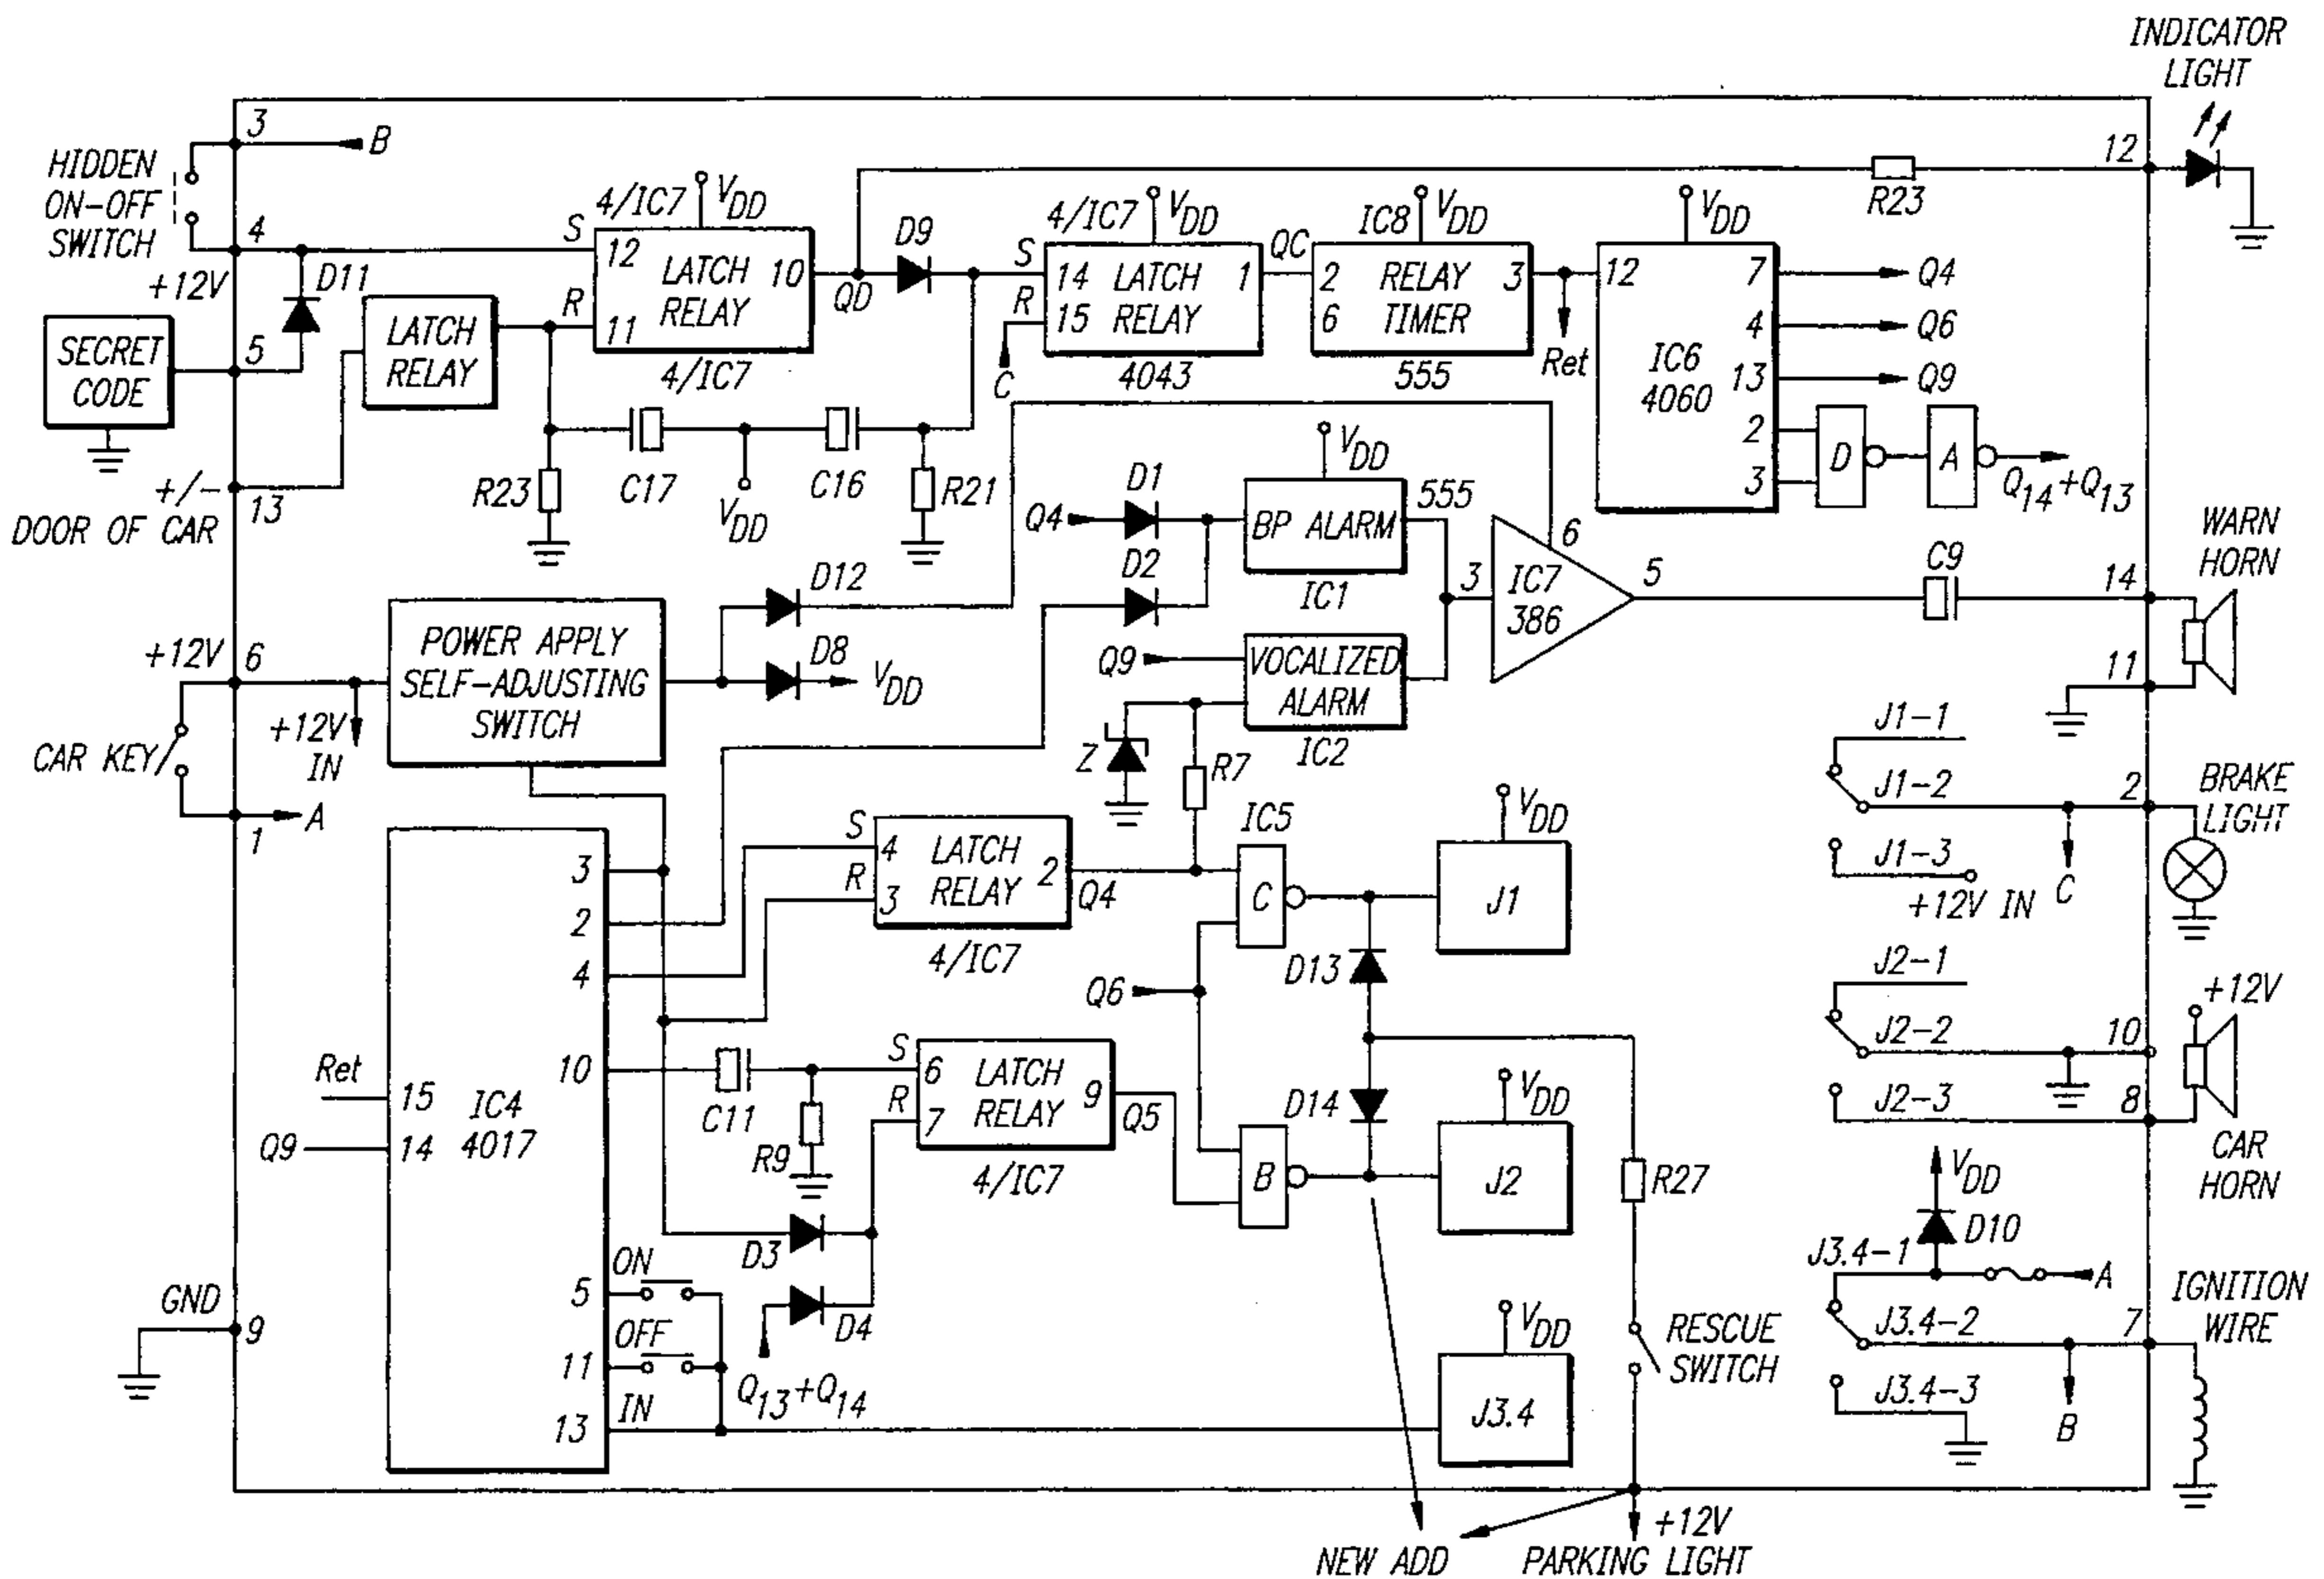 INDICATOR
LIGHT
3
B
12
HIDDEN
ON-OFF
SWITCH
4/IC7
VDD
R23
4
S
12
LATCH
RELAY
10
QD
D9
4/IC7
VDD
S
14
LATCH
RELAY
1
QC
IC8
VDD
2
RELAY
TIMER
3
6
VDD
12
7
Q4
+12V
D11
R
11
4/IC7
R
15
C
4043
555
Ret
IC6
4060
4
Q6
13
Q9
2
3
D
A
Q14+Q13
SECRET
CODE
5
LATCH
RELAY
+/-
13
DOOR OF CAR
R23
C17
VDD
C16
R21
VDD
D1
Q4
BP ALARM
555
IC1
D2
3
IC7
386
6
5
C9
14
WARN
HORN
11
D12
D8
VDD
+12V
6
POWER APPLY
SELF-ADJUSTING
SWITCH
+12V
IN
CAR KEY
1
A
Q9
VOCALIZED
ALARM
IC2
Z
R7
J1-1
J1-2
2
BRAKE
LIGHT
J1-3
+12V IN
C
3
2
4
10
S
4
LATCH
RELAY
2
Q4
R
3
4/IC7
IC5
C
VDD
J1
Q6
D13
J2-1
+12V
J2-2
10
J2-3
8
CAR
HORN
Ret
15
IC4
4017
Q9
14
C11
R9
S
6
LATCH
RELAY
9
Q5
R
7
4/IC7
D14
B
VDD
J2
R27
VDD
D10
J3.4-1
A
IGNITION
WIRE
D3
D4
Q13+Q14
ON
5
OFF
11
IN
13
GND
9
VDD
J3.4
RESCUE
SWITCH
J3.4-2
7
J3.4-3
B
+12V
NEW ADD
PARKING LIGHT